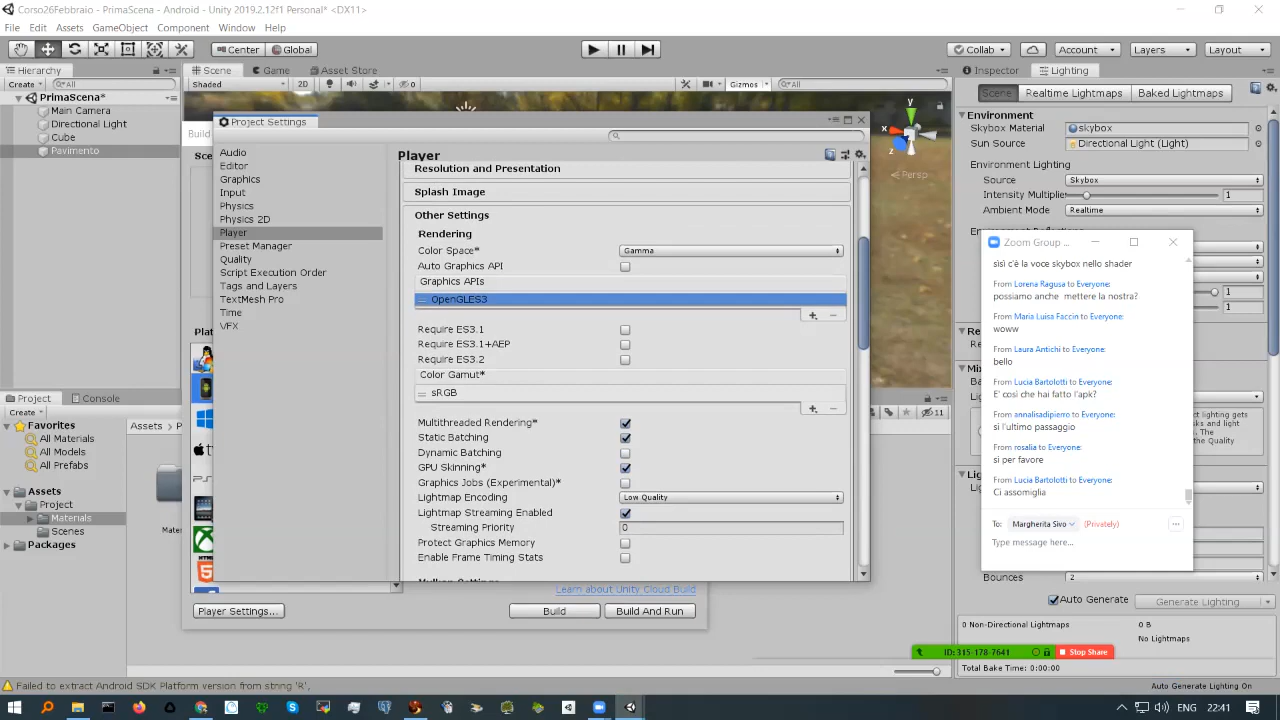 Corso26Febbraio - PrimaScena - Android - Unity 2019.2.12f1 Personal* <DX11>
File Edit Assets GameObject Component Window Help
Center Global Collab Account Layers Layout
Hierarchy Scene Game Asset Store Inspector Lighting
Create All Shaded 2D 0 Gizmos All
Scene Realtime Lightmaps Baked Lightmaps
PrimaScena*
Main Camera
Directional Light
Cube
Pavimento
Build
Project Settings
Audio
Editor
Graphics
Input
Physics
Physics 2D
Player
Preset Manager
Quality
Script Execution Order
Tags and Layers
TextMesh Pro
Time
VFX
Player
Resolution and Presentation
Splash Image
Other Settings
Rendering
Color Space* Gamma
Auto Graphics API
Graphics APIs
OpenGLES3
Require ES3.1
Require ES3.1+AEP
Require ES3.2
Color Gamut*
sRGB
Multithreaded Rendering*
Static Batching
Dynamic Batching
GPU Skinning*
Graphics Jobs (Experimental)*
Lightmap Encoding Low Quality
Lightmap Streaming Enabled
Streaming Priority 0
Protect Graphics Memory
Enable Frame Timing Stats
Learn about Unity Cloud Build
Player Settings... Build Build And Run
y
x
z
Persp
11
Environment
Skybox Material skybox
Sun Source Directional Light (Light)
Environment Lighting
Source Skybox
Intensity Multiplier 1
Ambient Mode Realtime
1
1
Zoom Group ...
sìsì c'è la voce skybox nello shader
From Lorena Ragusa to Everyone:
possiamo anche mettere la nostra?
From Maria Luisa Faccin to Everyone:
woww
From Laura Antichi to Everyone:
bello
From Lucia Bartolotti to Everyone:
E' così che hai fatto l'apk?
From annalisadipierro to Everyone:
si l'ultimo passaggio
From rosalia to Everyone:
si per favore
From Lucia Bartolotti to Everyone:
Ci assomiglia
To: Margherita Sivo (Privately)
Type message here...
Bounces 2
Auto Generate Generate Lighting
0 Non-Directional Lightmaps 0 B
No Lightmaps
ID: 315-178-7641 Stop Share
Total Bake Time: 0:00:00
Project Console
Create
Favorites
All Materials
All Models
All Prefabs
Assets
Project
Materials
Scenes
Packages
Assets
Failed to extract Android SDK Platform version from string 'R',
Auto Generate Lighting On
ENG 22:41